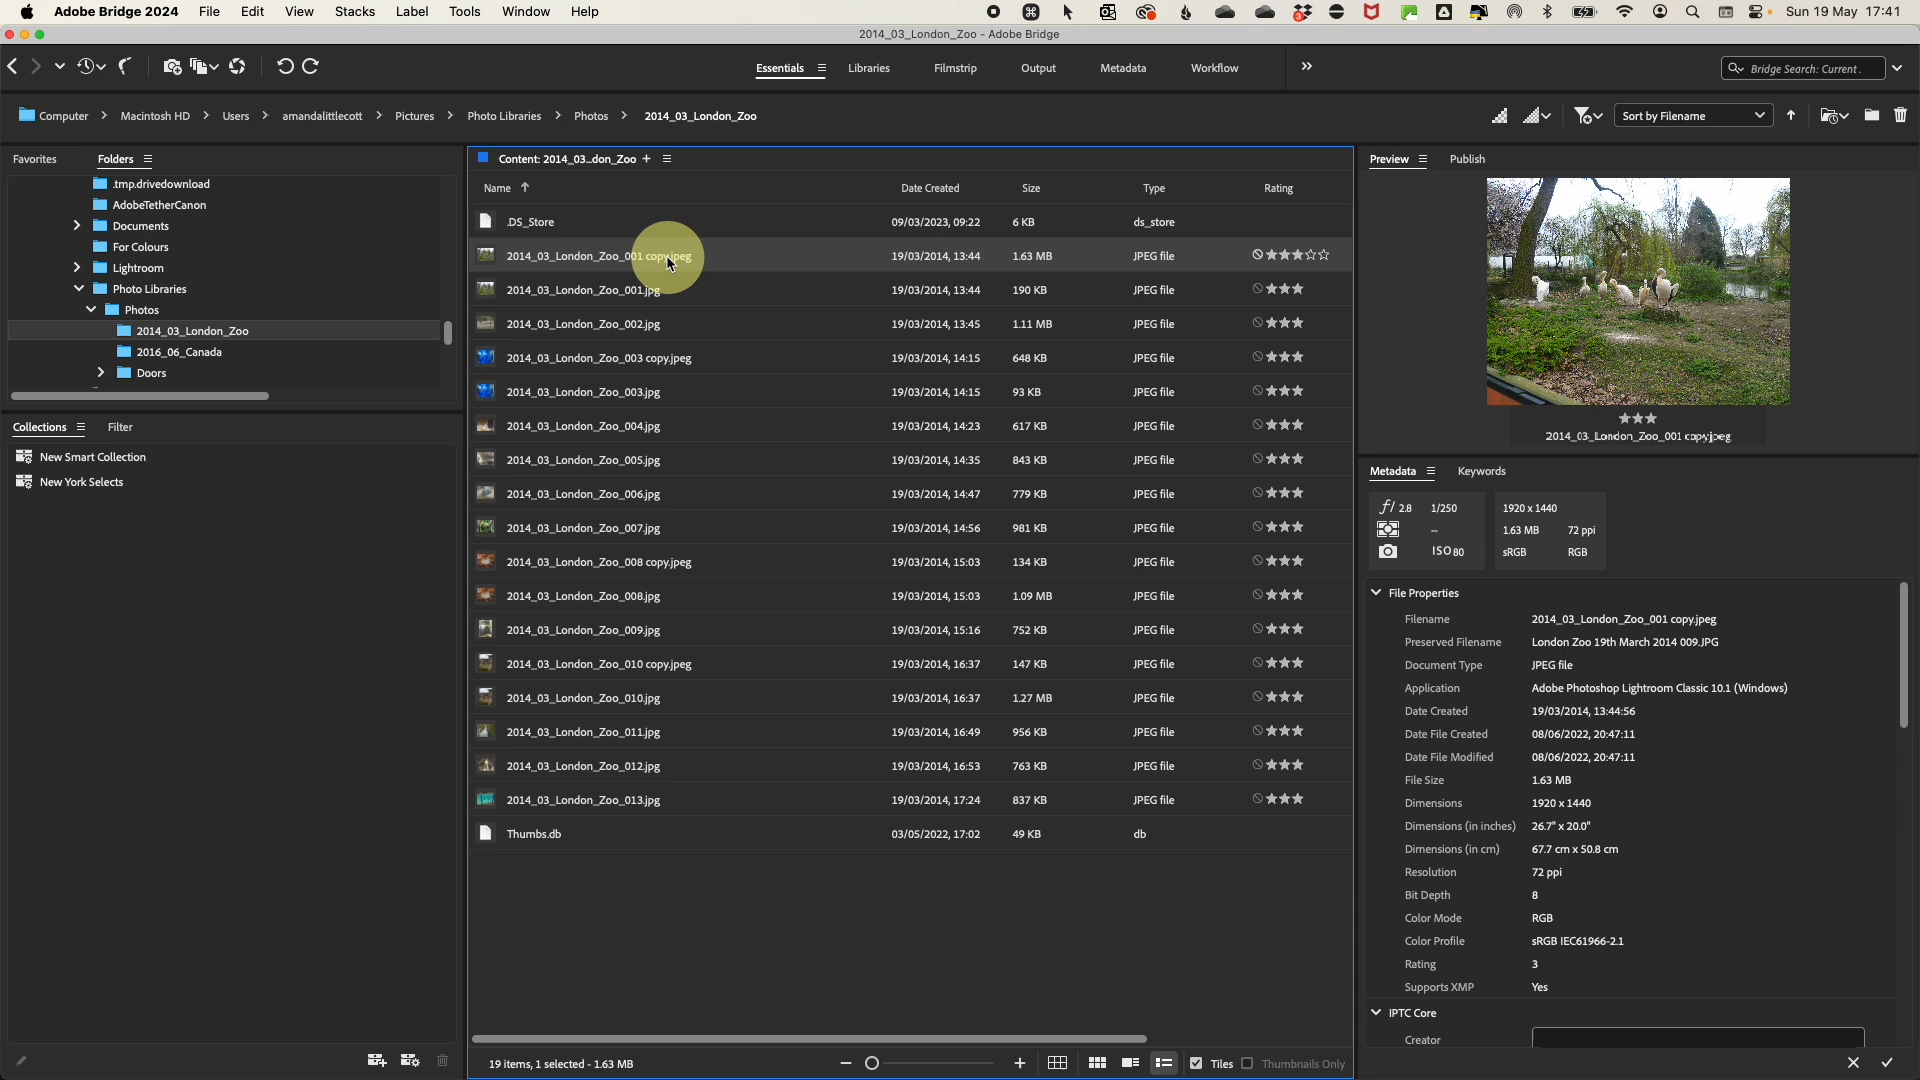 Adobe Bridge 2024 File Edit View Stacks Label Tools Window Help 3 Sun 19 May 17:41
2014_03_London_Zoo - Adobe Bridge
Essentials Libraries Filmstrip Output Metadata Workflow Bridge Search: Current .
Computer Macintosh HD Users amandalittlecott Pictures Photo Libraries Photos 2014_03_London_Zoo Sort by Filename
Favorites Folders
.tmp.drivedownload
AdobeTetherCanon
Documents
For Colours
Lightroom
Photo Libraries
Photos
2014_03_London_Zoo
2016_06_Canada
Doors
Collections Filter
New Smart Collection
New York Selects
Content: 2014_03...don_Zoo
Name Date Created Size Type Rating
.DS_Store 09/03/2023, 09:22 6 KB ds_store
2014_03_London_Zoo_001 copy.jpeg 19/03/2014, 13:44 1.63 MB JPEG file
2014_03_London_Zoo_001.jpg 19/03/2014, 13:44 190 KB JPEG file
2014_03_London_Zoo_002.jpg 19/03/2014, 13:45 1.11 MB JPEG file
2014_03_London_Zoo_003 copy.jpeg 19/03/2014, 14:15 648 KB JPEG file
2014_03_London_Zoo_003.jpg 19/03/2014, 14:15 93 KB JPEG file
2014_03_London_Zoo_004.jpg 19/03/2014, 14:23 617 KB JPEG file
2014_03_London_Zoo_005.jpg 19/03/2014, 14:35 843 KB JPEG file
2014_03_London_Zoo_006.jpg 19/03/2014, 14:47 779 KB JPEG file
2014_03_London_Zoo_007.jpg 19/03/2014, 14:56 981 KB JPEG file
2014_03_London_Zoo_008 copy.jpeg 19/03/2014, 15:03 134 KB JPEG file
2014_03_London_Zoo_008.jpg 19/03/2014, 15:03 1.09 MB JPEG file
2014_03_London_Zoo_009.jpg 19/03/2014, 15:16 752 KB JPEG file
2014_03_London_Zoo_010 copy.jpeg 19/03/2014, 16:37 147 KB JPEG file
2014_03_London_Zoo_010.jpg 19/03/2014, 16:37 1.27 MB JPEG file
2014_03_London_Zoo_011.jpg 19/03/2014, 16:49 956 KB JPEG file
2014_03_London_Zoo_012.jpg 19/03/2014, 16:53 763 KB JPEG file
2014_03_London_Zoo_013.jpg 19/03/2014, 17:24 837 KB JPEG file
Thumbs.db 03/05/2022, 17:02 49 KB db
19 items, 1 selected - 1.63 MB Tiles Thumbnails Only
Preview Publish
2014_03_London_Zoo_001 copy.jpeg
Metadata Keywords
f/ 2.8 1/250 1920 x 1440
-- 1.63 MB 72 ppi
ISO 80 sRGB RGB
File Properties
Filename 2014_03_London_Zoo_001 copy.jpeg
Preserved Filename London Zoo 19th March 2014 009.JPG
Document Type JPEG file
Application Adobe Photoshop Lightroom Classic 10.1 (Windows)
Date Created 19/03/2014, 13:44:56
Date File Created 08/06/2022, 20:47:11
Date File Modified 08/06/2022, 20:47:11
File Size 1.63 MB
Dimensions 1920 x 1440
Dimensions (in inches) 26.7" x 20.0"
Dimensions (in cm) 67.7 cm x 50.8 cm
Resolution 72 ppi
Bit Depth 8
Color Mode RGB
Color Profile sRGB IEC61966-2.1
Rating 3
Supports XMP Yes
IPTC Core
Creator